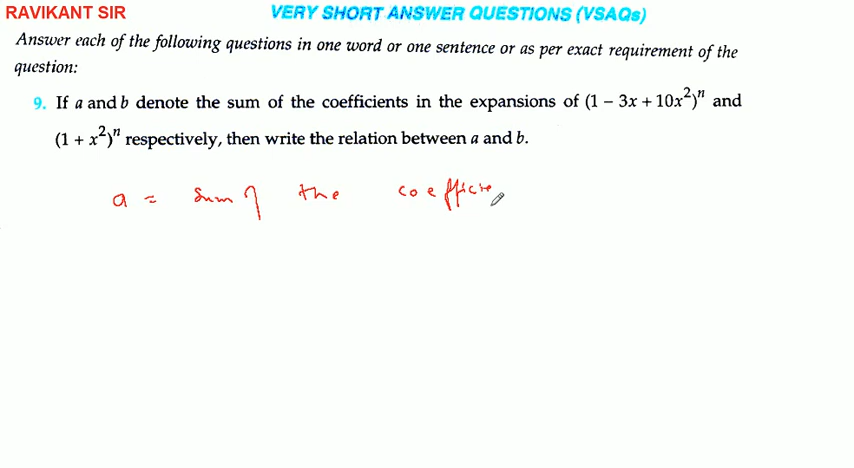 RAVIKANT SIR VERY SHORT ANSWER QUESTIONS (VSAQs)
Answer each of the following questions in one word or one sentence or as per exact requirement of the
question:
9. If a and b denote the sum of the coefficients in the expansions of (1 – 3x + 10x²)ⁿ and
(1 + x²)ⁿ respectively, then write the relation between a and b.
a = sum of the coefficie